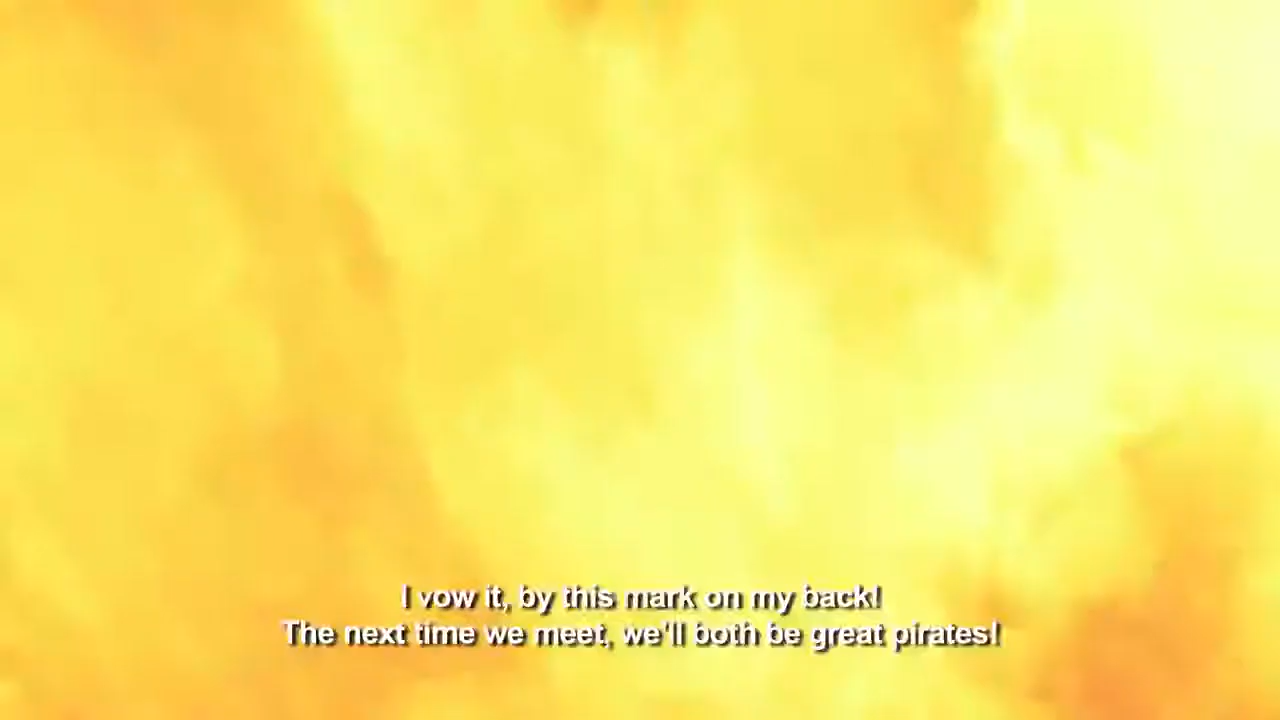 I vow it, by this mark on my back!
The next time we meet, we'll both be great pirates!